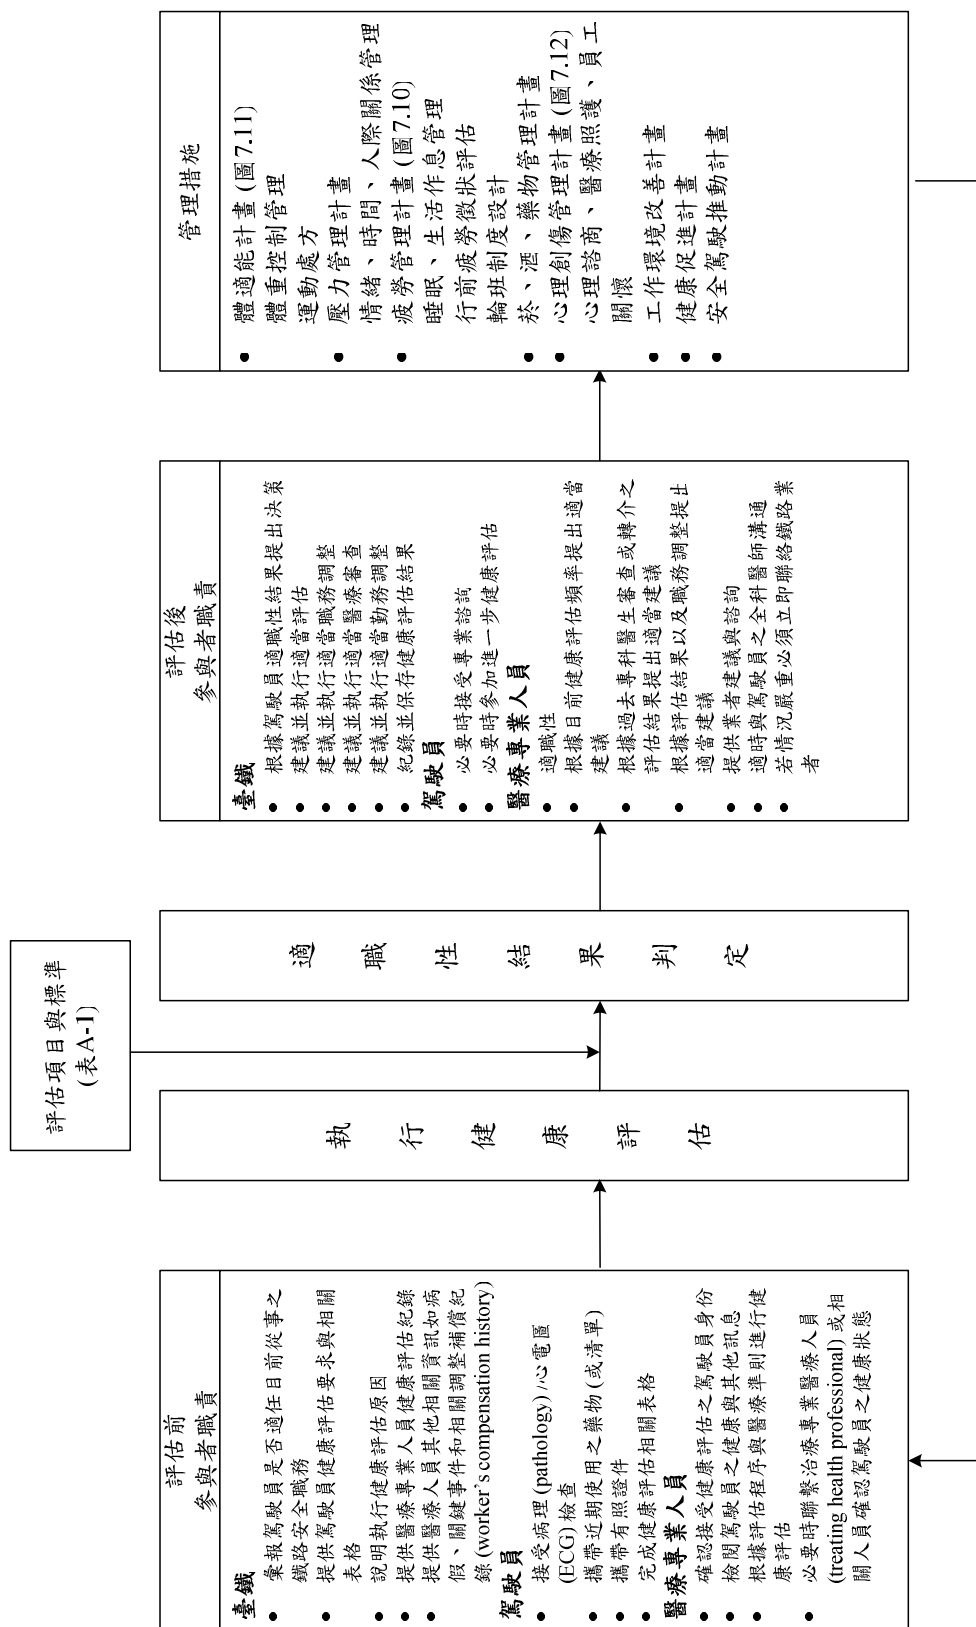 評估項目與標準
(表A-1)
評估前
參與者職責
臺鐵
● 彙報駕駛員是否適任目前從事之
鐵路安全職務
● 提供駕駛員健康評估要求與相關
表格
● 說明執行健康評估原因
● 提供醫療專業人員健康評估紀錄
● 提供醫療人員其他相關資訊如病
假、關鍵事件和相關調整補償紀
錄 (worker's compensation history)
駕駛員
● 接受病理 (pathology) /心電圖
(ECG) 檢查
● 攜帶近期使用之藥物 (或清單)
● 攜帶有照證件
● 完成健康評估相關表格
醫療專業人員
● 確認接受健康評估之駕駛員身份
● 檢閱駕駛員之健康與其他訊息
● 根據評估程序與醫療準則進行健
康評估
● 必要時聯繫治療專業醫療人員
(treating health professional) 或相
關人員確認駕駛員之健康狀態
執行健康評估
適職性結果判定
評估後
參與者職責
臺鐵
● 根據駕駛員適職性結果提出決策
● 建議並執行適當評估
● 建議並執行適當職務調整
● 建議並執行適當醫療審查
● 建議並執行適當勤務調整
● 紀錄並保存健康評估結果
駕駛員
● 必要時接受專業諮詢
● 必要時參加進一步健康評估
醫療專業人員
● 適職性
● 根據目前健康評估頻率提出適當
建議
● 根據過去專科醫生審查或轉介之
評估結果提出適當建議
● 根據評估結果以及職務調整提出
適當建議
● 提供業者建議與諮詢
● 適時與駕駛員之全科醫師溝通
● 若情況嚴重必須立即聯絡鐵路業
者
管理措施
● 體適能計畫 (圖7.11)
體重控制管理
運動處方
● 壓力管理計畫
情緒、時間、人際關係管理
● 疲勞管理計畫 (圖7.10)
睡眠、生活作息管理
行前疲勞徵狀評估
輪班制度設計
● 菸、酒、藥物管理計畫
● 心理創傷管理計畫 (圖7.12)
心理諮商、醫療照護、員工
關懷
● 工作環境改善計畫
● 健康促進計畫
● 安全駕駛推動計畫